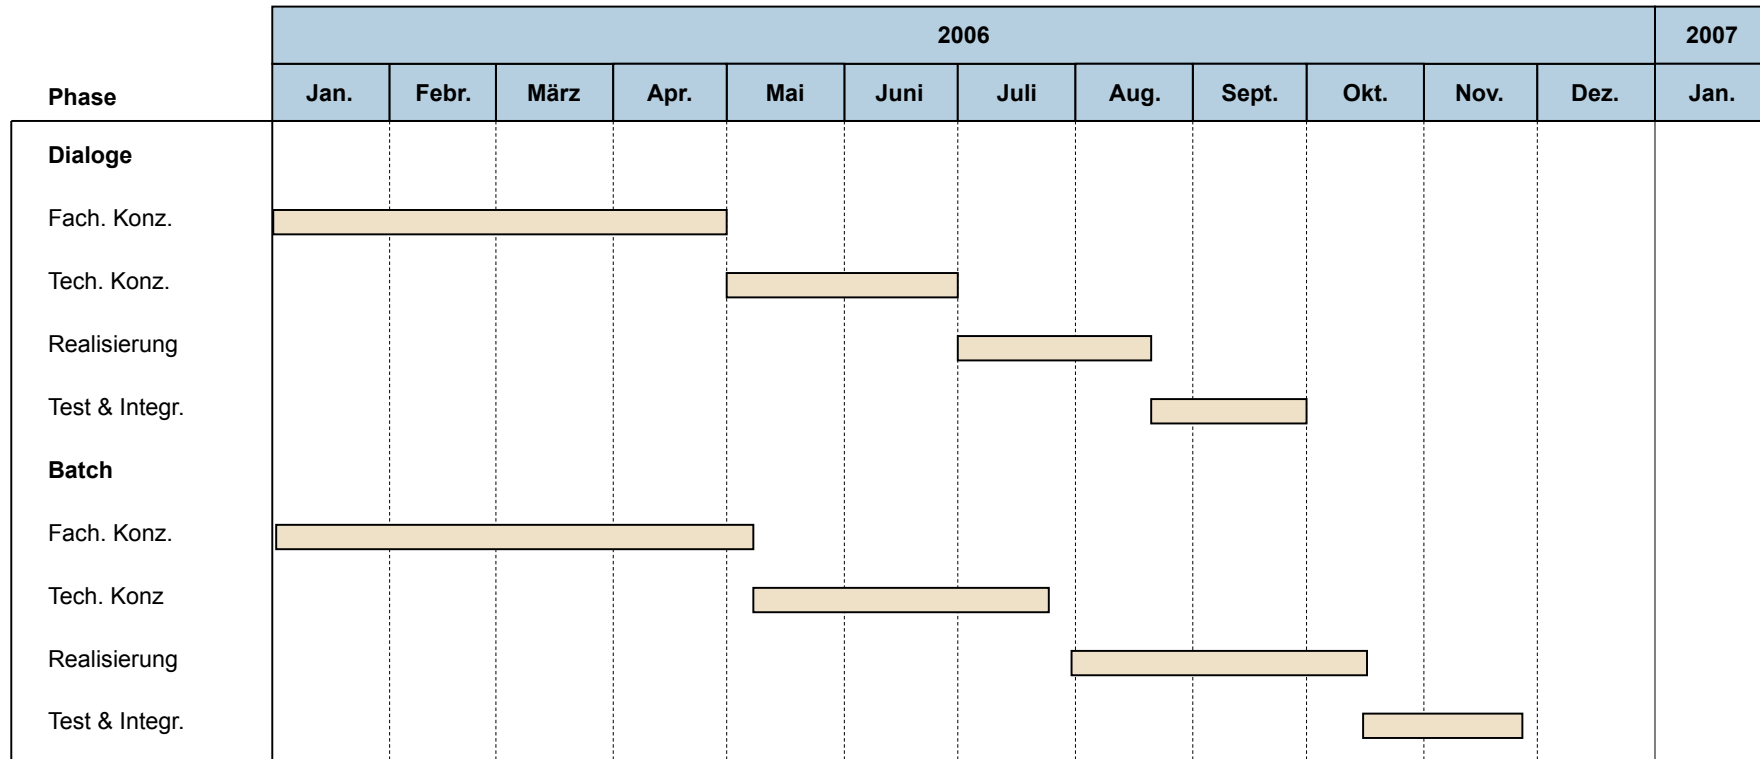 2006 2007
Phase Jan. Febr. März Apr. Mai Juni Juli Aug. Sept. Okt. Nov. Dez. Jan.
Dialoge
Fach. Konz.
Tech. Konz.
Realisierung
Test & Integr.
Batch
Fach. Konz.
Tech. Konz
Realisierung
Test & Integr.